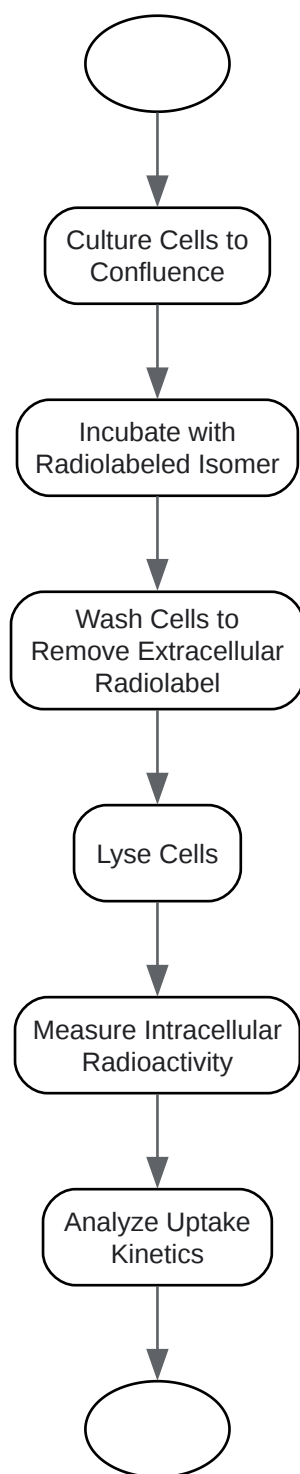 Culture Cells to
Confluence
Incubate with
Radiolabeled Isomer
Wash Cells to
Remove Extracellular
Radiolabel
Lyse Cells
Measure Intracellular
Radioactivity
Analyze Uptake
Kinetics